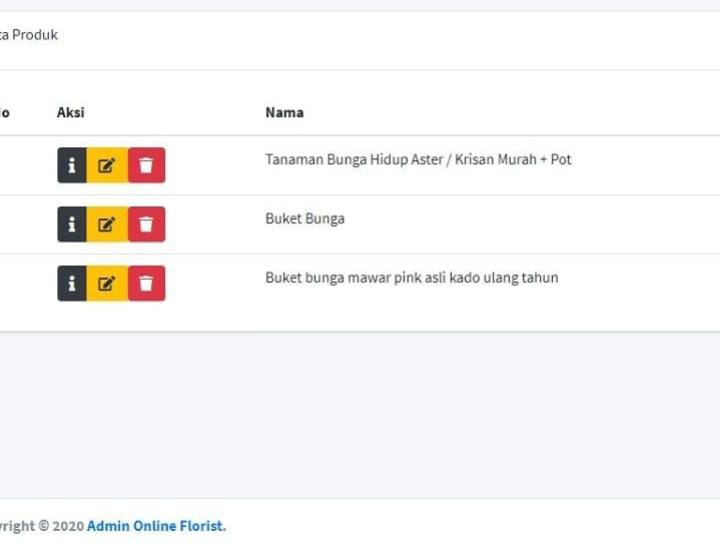 ta Produk
lo Aksi Nama
Tanaman Bunga Hidup Aster / Krisan Murah + Pot
Buket Bunga
Buket bunga mawar pink asli kado ulang tahun
yright © 2020 Admin Online Florist.